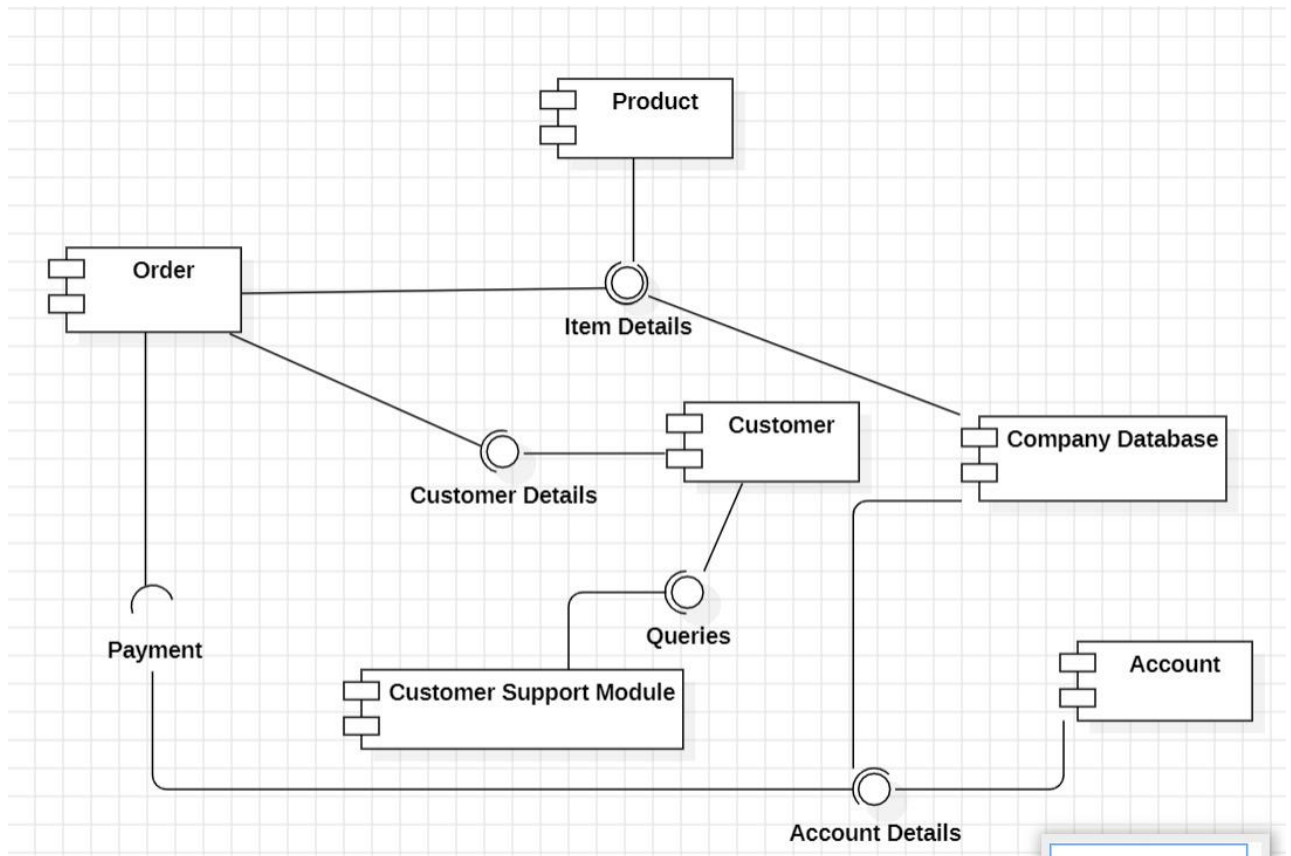 Product
Order
Item Details
Customer
Company Database
Customer Details
Queries
Payment
Account
Customer Support Module
Account Details